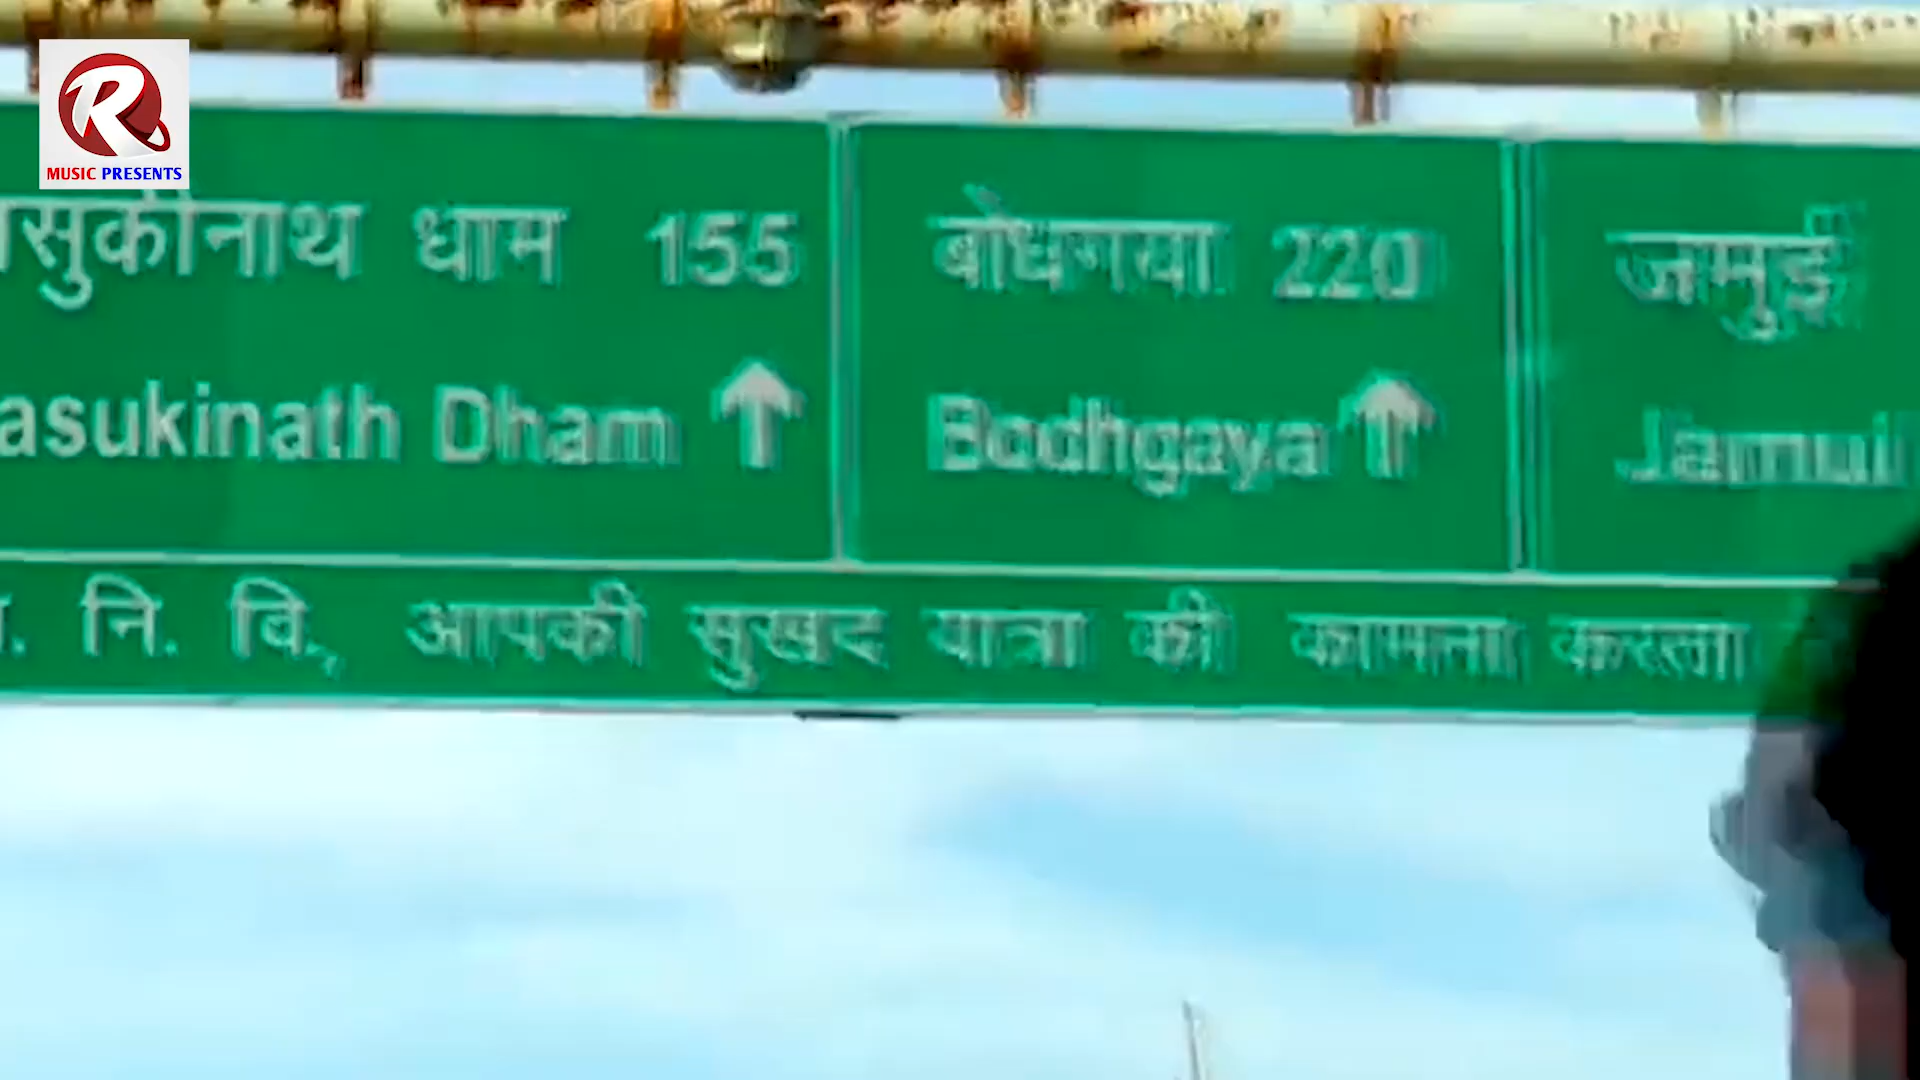 MUSIC PRESENTS
सुकीनाथ धाम 155
asukinath Dham
बोधगया 220
Bodhgaya
जमुई
Jamui
नि. वि., आपकी सुखद यात्रा की कामना करता